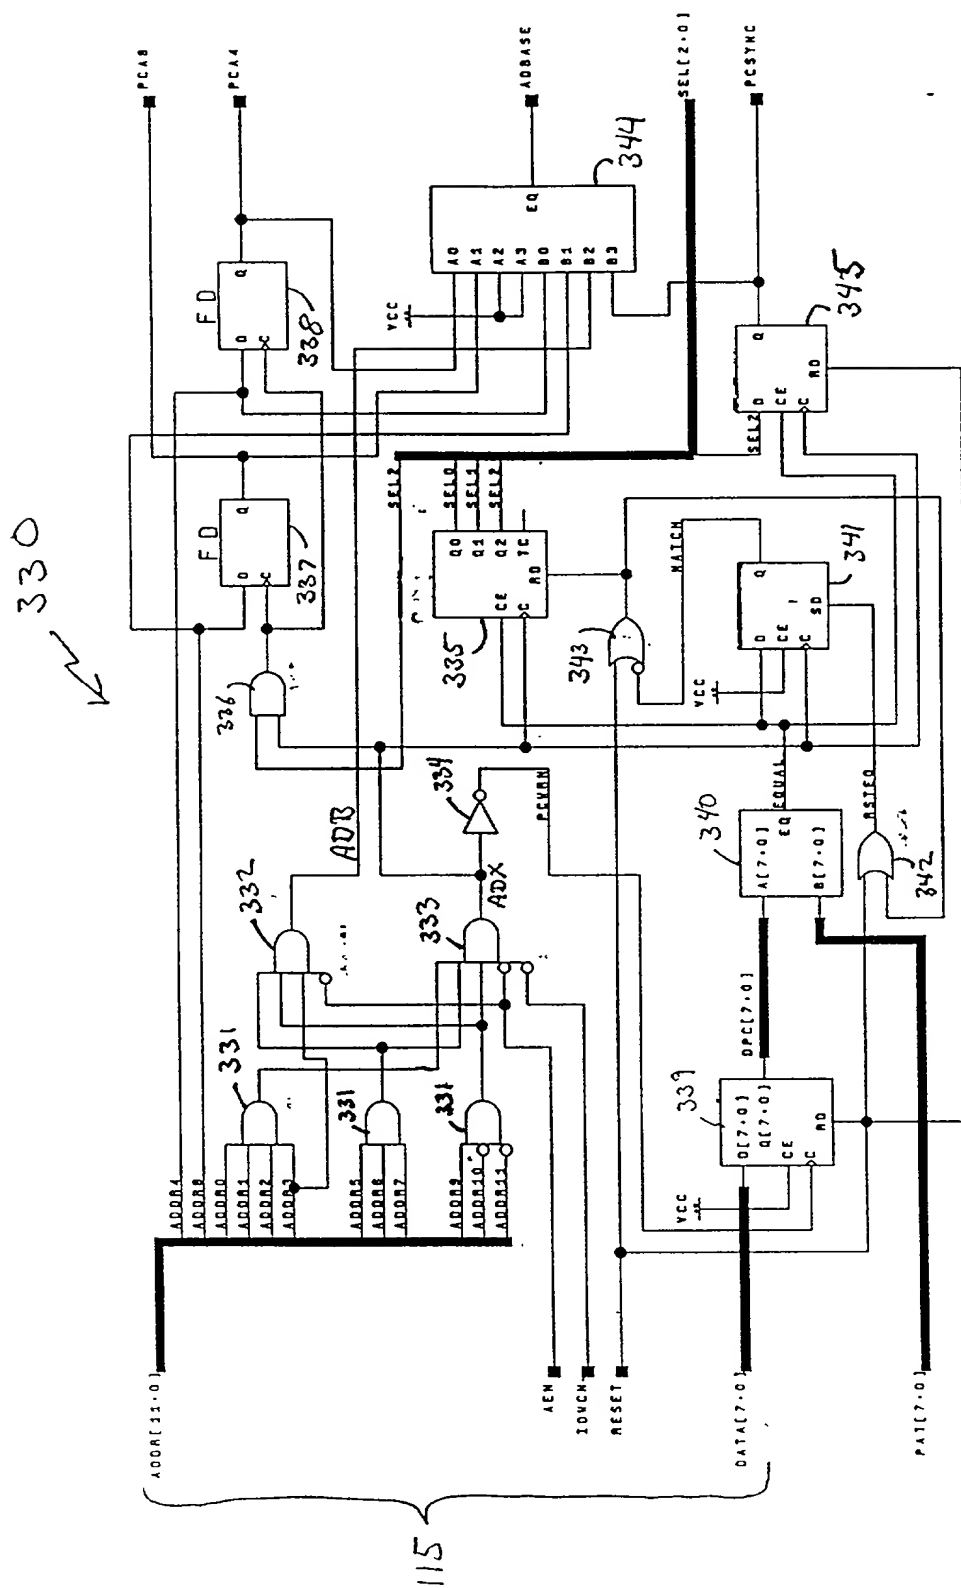 330
PCA8
PCA4
ADBASE
SEL[2:0]
PCSYNC
FD
D
Q
C
338
FD
D
Q
C
337
336
VCC
A0
A1
A2
A3
B0
B1
B2
B3
EQ
344
SEL2
SEL0
SEL1
SEL2
Q0
Q1
Q2
TC
CE
C
RD
335
SEL2
D
CE
C
Q
RD
345
343
MATCH
VCC
D
CE
C
Q
SD
341
ADB
332
334
PCWRN
ADX
333
331
331
331
ADDR4
ADDR8
ADDR0
ADDR1
ADDR2
ADDR3
ADDR5
ADDR6
ADDR7
ADDR9
ADDR10
ADDR11
340
EQUAL
A[7:0]
EQ
B[7:0]
RSTEQ
342
DPC[7:0]
339
D[7:0]
Q[7:0]
CE
C
RD
VCC
ADDR[11:0]
AEN
IOWCN
RESET
DATA[7:0]
PAT[7:0]
115